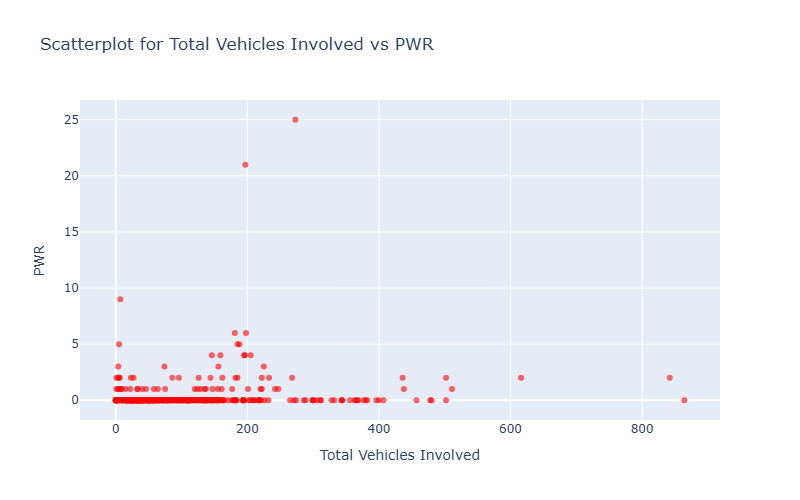 Scatterplot for Total Vehicles Involved vs PWR
25
20
15
10
5
0
PWR
0 200 400 600 800
Total Vehicles Involved